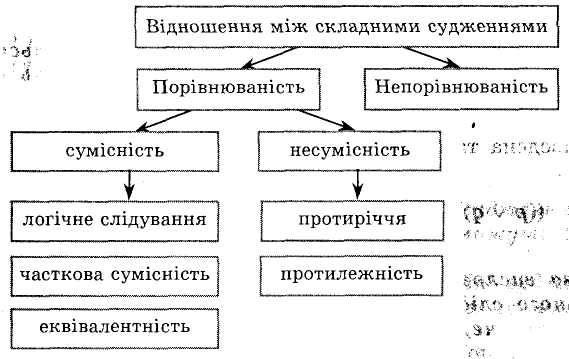 Відношення між складними судженнями
Порівнюваність
Непорівнюваність
сумісність
несумісність
логічне слідування
протиріччя
часткова сумісність
протилежність
еквівалентність